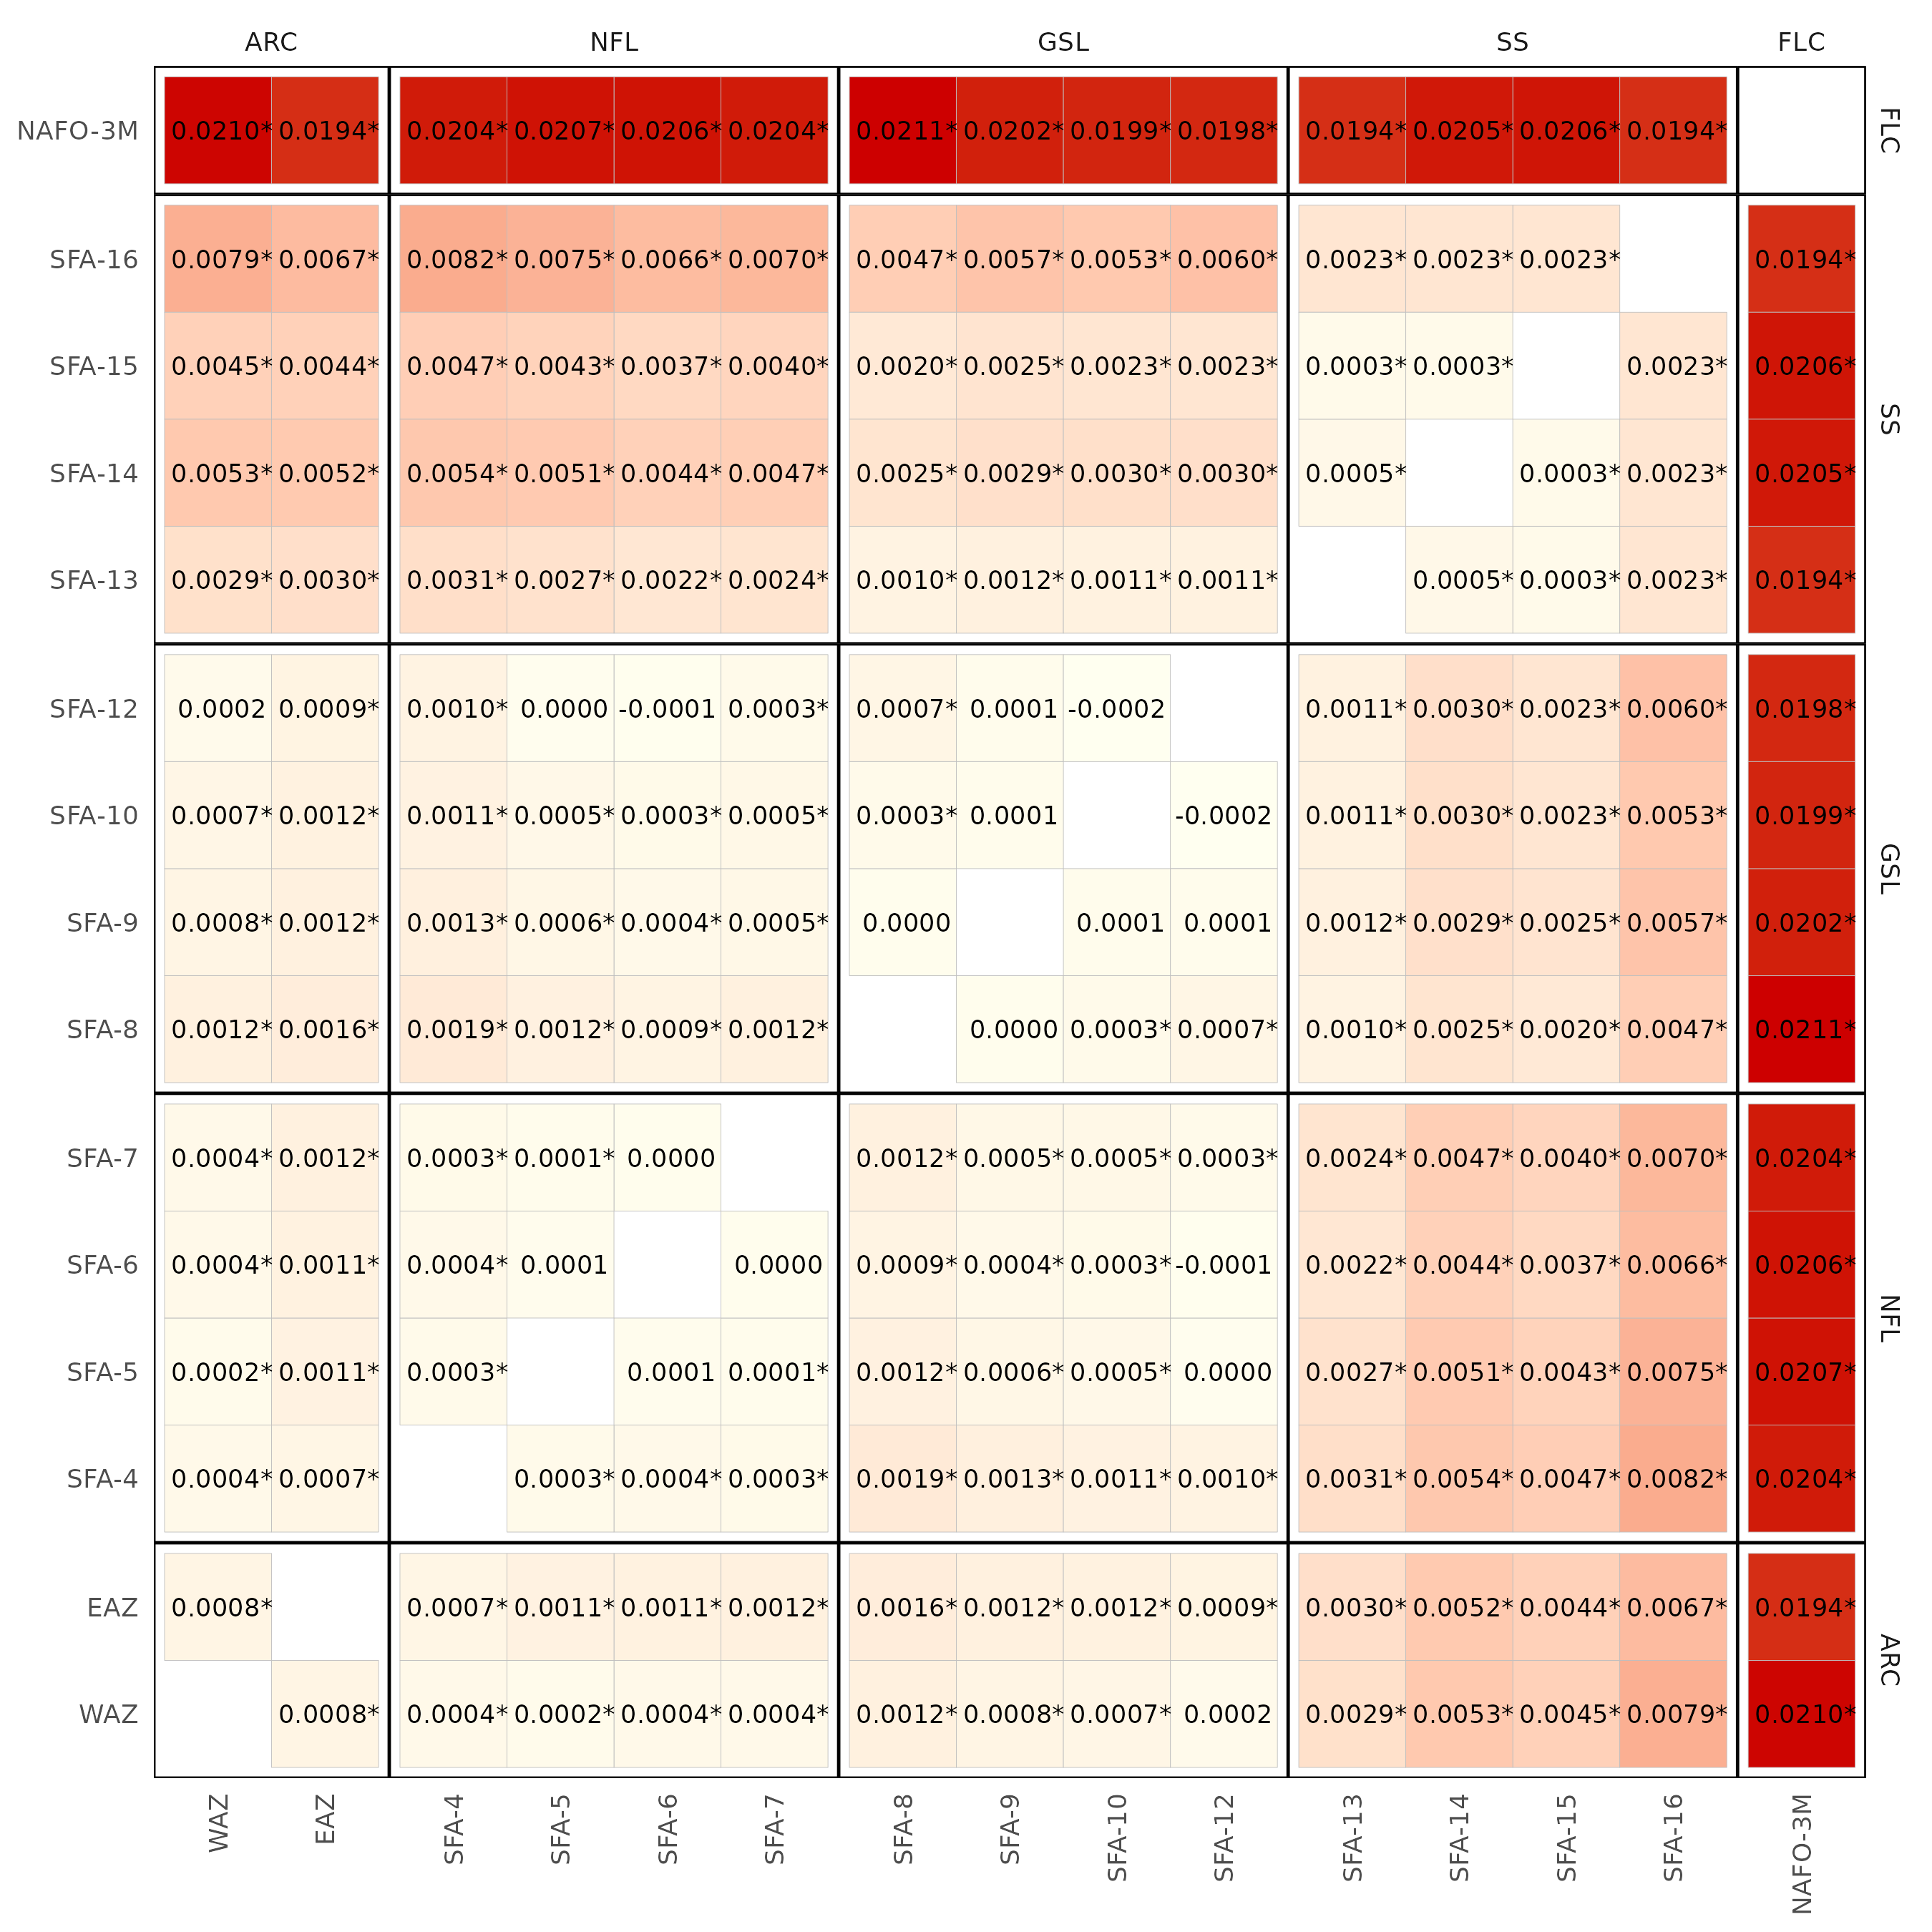 ARC NFL GSL SS FLC
NAFO-3M 0.0210* 0.0194* 0.0204* 0.0207* 0.0206* 0.0204* 0.0211* 0.0202* 0.0199* 0.0198* 0.0194* 0.0205* 0.0206* 0.0194* FLC
SFA-16 0.0079* 0.0067* 0.0082* 0.0075* 0.0066* 0.0070* 0.0047* 0.0057* 0.0053* 0.0060* 0.0023* 0.0023* 0.0023* 0.0194*
SFA-15 0.0045* 0.0044* 0.0047* 0.0043* 0.0037* 0.0040* 0.0020* 0.0025* 0.0023* 0.0023* 0.0003* 0.0003* 0.0023* 0.0206*
SS
SFA-14 0.0053* 0.0052* 0.0054* 0.0051* 0.0044* 0.0047* 0.0025* 0.0029* 0.0030* 0.0030* 0.0005* 0.0003* 0.0023* 0.0205*
SFA-13 0.0029* 0.0030* 0.0031* 0.0027* 0.0022* 0.0024* 0.0010* 0.0012* 0.0011* 0.0011* 0.0005* 0.0003* 0.0023* 0.0194*
SFA-12 0.0002 0.0009* 0.0010* 0.0000 -0.0001 0.0003* 0.0007* 0.0001 -0.0002 0.0011* 0.0030* 0.0023* 0.0060* 0.0198*
SFA-10 0.0007* 0.0012* 0.0011* 0.0005* 0.0003* 0.0005* 0.0003* 0.0001 -0.0002 0.0011* 0.0030* 0.0023* 0.0053* 0.0199*
GSL
SFA-9 0.0008* 0.0012* 0.0013* 0.0006* 0.0004* 0.0005* 0.0000 0.0001 0.0001 0.0012* 0.0029* 0.0025* 0.0057* 0.0202*
SFA-8 0.0012* 0.0016* 0.0019* 0.0012* 0.0009* 0.0012* 0.0000 0.0003* 0.0007* 0.0010* 0.0025* 0.0020* 0.0047* 0.0211*
SFA-7 0.0004* 0.0012* 0.0003* 0.0001* 0.0000 0.0012* 0.0005* 0.0005* 0.0003* 0.0024* 0.0047* 0.0040* 0.0070* 0.0204*
SFA-6 0.0004* 0.0011* 0.0004* 0.0001 0.0000 0.0009* 0.0004* 0.0003* -0.0001 0.0022* 0.0044* 0.0037* 0.0066* 0.0206*
NFL
SFA-5 0.0002* 0.0011* 0.0003* 0.0001 0.0001* 0.0012* 0.0006* 0.0005* 0.0000 0.0027* 0.0051* 0.0043* 0.0075* 0.0207*
SFA-4 0.0004* 0.0007* 0.0003* 0.0004* 0.0003* 0.0019* 0.0013* 0.0011* 0.0010* 0.0031* 0.0054* 0.0047* 0.0082* 0.0204*
EAZ 0.0008* 0.0007* 0.0011* 0.0011* 0.0012* 0.0016* 0.0012* 0.0012* 0.0009* 0.0030* 0.0052* 0.0044* 0.0067* 0.0194*
ARC
WAZ 0.0008* 0.0004* 0.0002* 0.0004* 0.0004* 0.0012* 0.0008* 0.0007* 0.0002 0.0029* 0.0053* 0.0045* 0.0079* 0.0210*
WAZ EAZ SFA-4 SFA-5 SFA-6 SFA-7 SFA-8 SFA-9 SFA-10 SFA-12 SFA-13 SFA-14 SFA-15 SFA-16 NAFO-3M